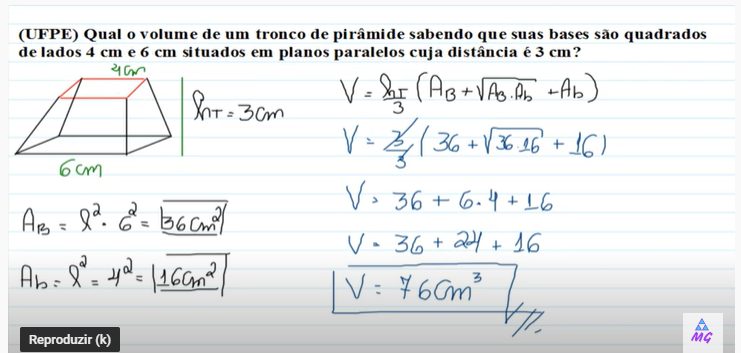 (UFPE) Qual o volume de um tronco de pirâmide sabendo que suas bases são quadrados
de lados 4 cm e 6 cm situados em planos paralelos cuja distância é 3 cm?
4cm
6cm
hT = 3cm
AB = l². 6² = 36cm²
Ab = l² = 4² = 16cm²
V = hT/3 (AB + √AB.Ab + Ab)
V = 3/3 (36 + √36.16 + 16)
V = 36 + 6.4 + 16
V = 36 + 24 + 16
V = 76cm³
Reproduzir (k)
MG